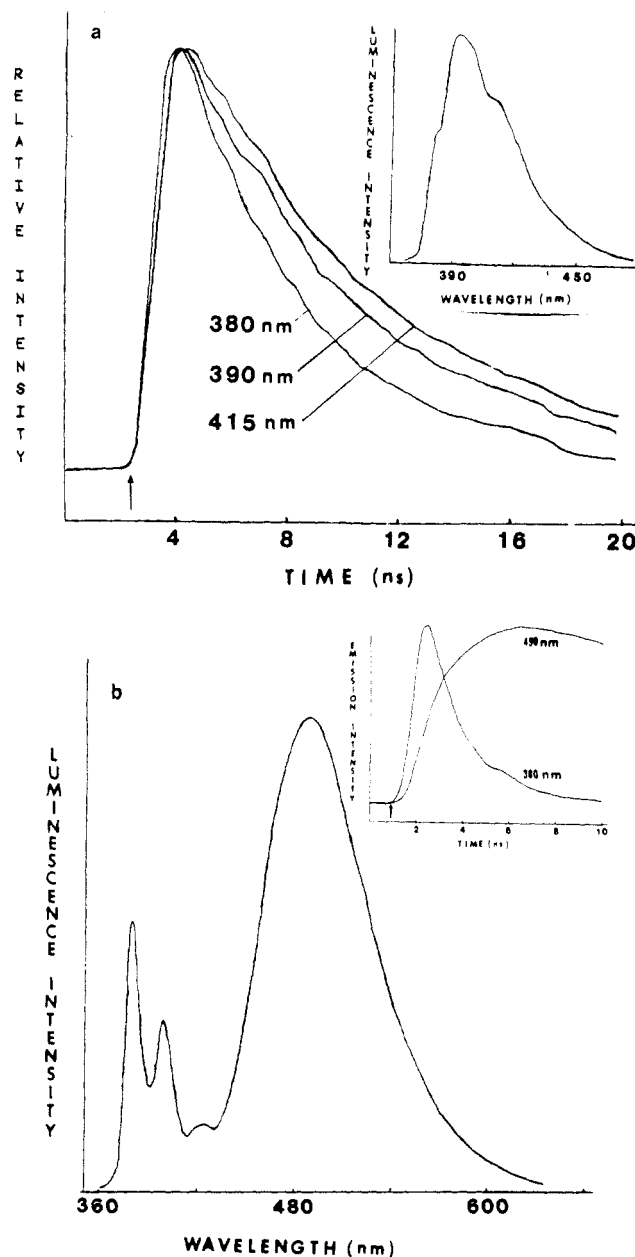 a
RELATIVE INTENSITY
LUMINESCENCE INTENSITY
390 450
WAVELENGTH (nm)
380 nm
390 nm
415 nm
4 8 12 16 20
TIME (ns)
b
LUMINESCENCE INTENSITY
EMISSION INTENSITY
490 nm
380 nm
2 4 6 8 10
TIME (ns)
360 480 600
WAVELENGTH (nm)